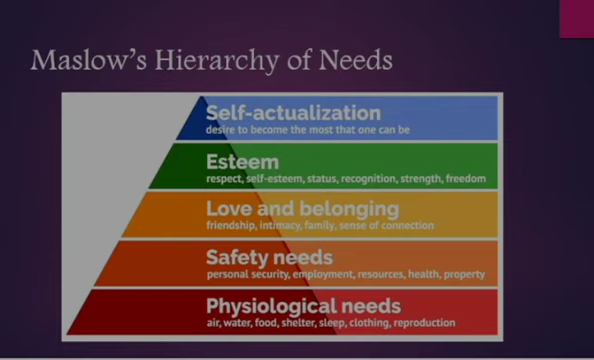 Maslow's Hierarchy of Needs
Self-actualization
desire to become the most that one can be
Esteem
respect, self-esteem, status, recognition, strength, freedom
Love and belonging
friendship, intimacy, family, sense of connection
Safety needs
personal security, employment, resources, health, property
Physiological needs
air, water, food, shelter, sleep, clothing, reproduction